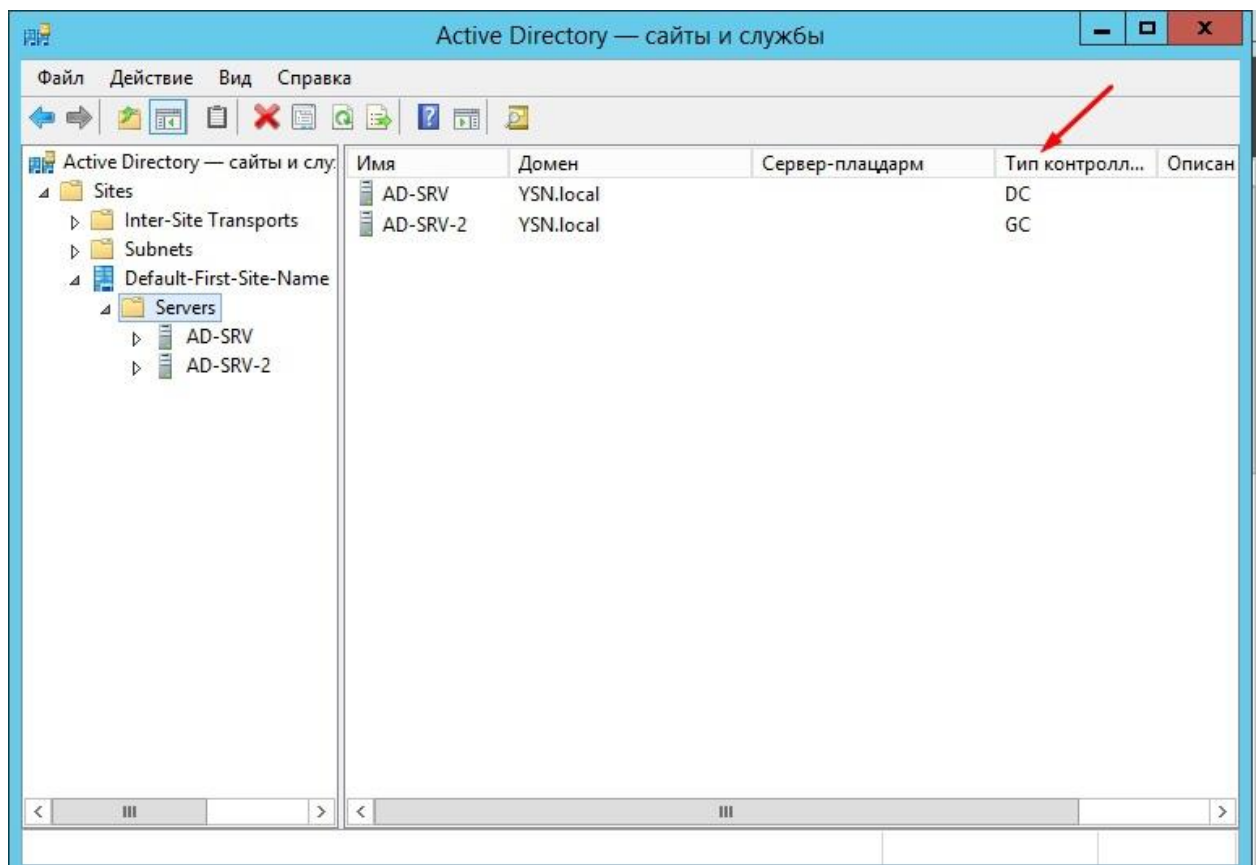 Active Directory — сайты и службы
Файл Действие Вид Справка
Active Directory — сайты и слу
Sites
Inter-Site Transports
Subnets
Default-First-Site-Name
Servers
AD-SRV
AD-SRV-2
Имя Домен Сервер-плацдарм Тип контролл... Описан
AD-SRV YSN.local DC
AD-SRV-2 YSN.local GC